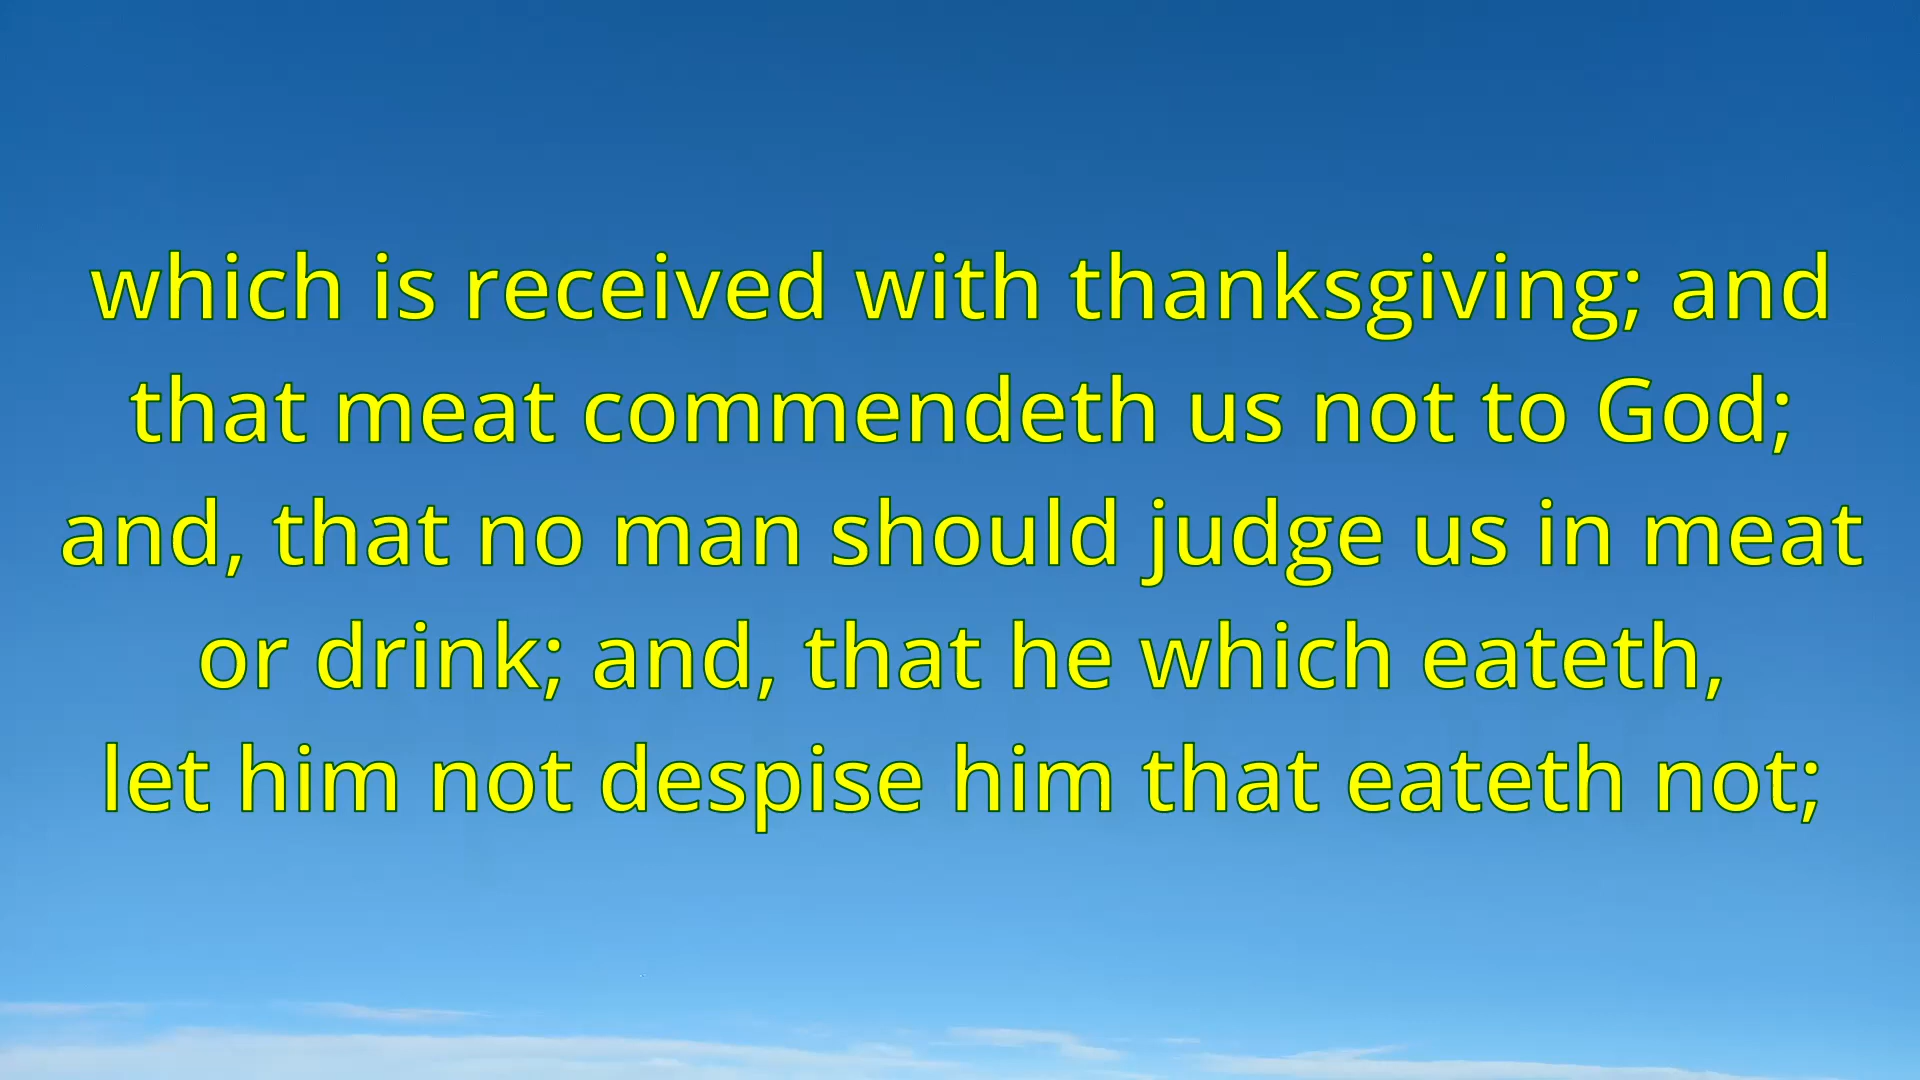 which is received with thanksgiving; and
that meat commendeth us not to God;
and, that no man should judge us in meat
or drink; and, that he which eateth,
let him not despise him that eateth not;